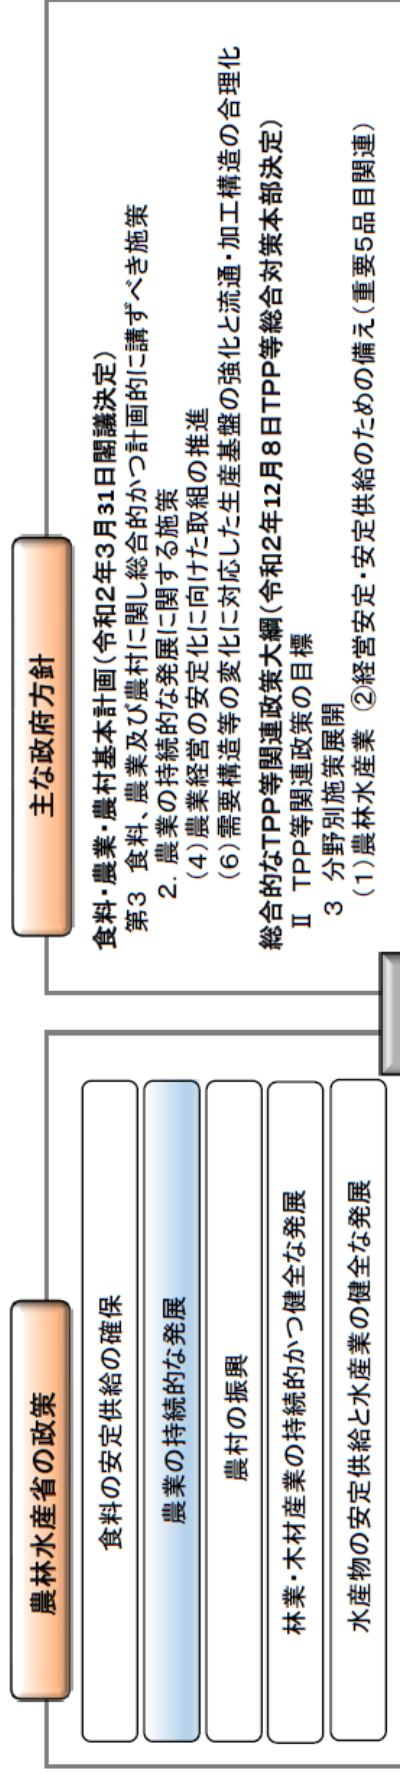 農林水産省の政策
食料の安定供給の確保
農業の持続的な発展
農村の振興
林業・木材産業の持続的かつ健全な発展
水産物の安定供給と水産業の健全な発展
主な政府方針
食料・農業・農村基本計画(令和2年3月31日閣議決定)
第3 食料、農業及び農村に関し総合的かつ計画的に講ずべき施策
2. 農業の持続的な発展に関する施策
(4)農業経営の安定化に向けた取組の推進
(6)需要構造等の変化に対応した生産基盤の強化と流通・加工構造の合理化
総合的なTPP等関連政策大綱(令和2年12月8日TPP等総合対策本部決定)
Ⅱ TPP等関連政策の目標
3 分野別施策展開
(1)農林水産業 ②経営安定・安定供給のための備え(重要5品目関連)